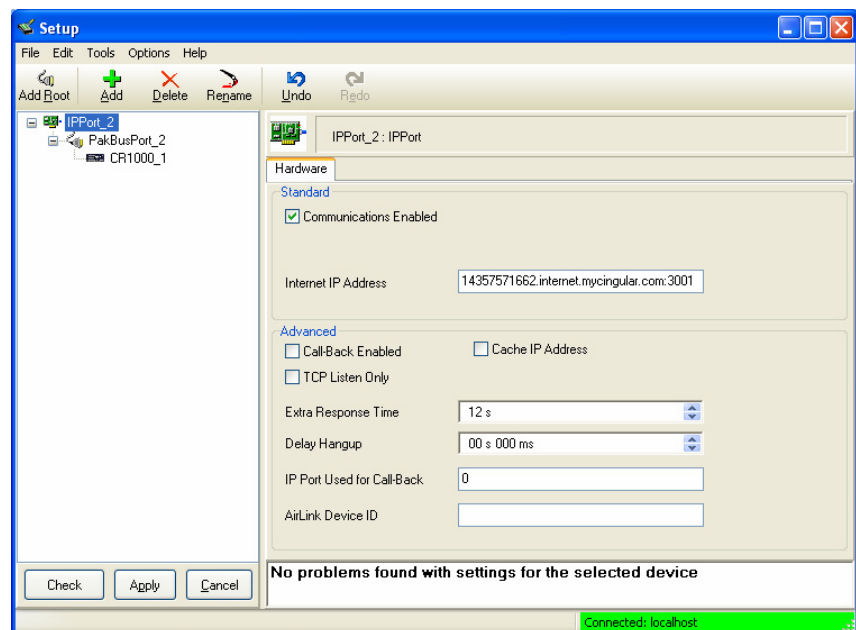 Setup
File Edit Tools Options Help
Add Root Add Delete Rename Undo Redo
IPPort_2
PakBusPort_2
CR1000_1
IPPort_2 : IPPort
Hardware
Standard
Communications Enabled
Internet IP Address 14357571662.internet.mycingular.com:3001
Advanced
Call-Back Enabled Cache IP Address
TCP Listen Only
Extra Response Time 12 s
Delay Hangup 00 s 000 ms
IP Port Used for Call-Back 0
AirLink Device ID
Check Apply Cancel
No problems found with settings for the selected device
Connected: localhost